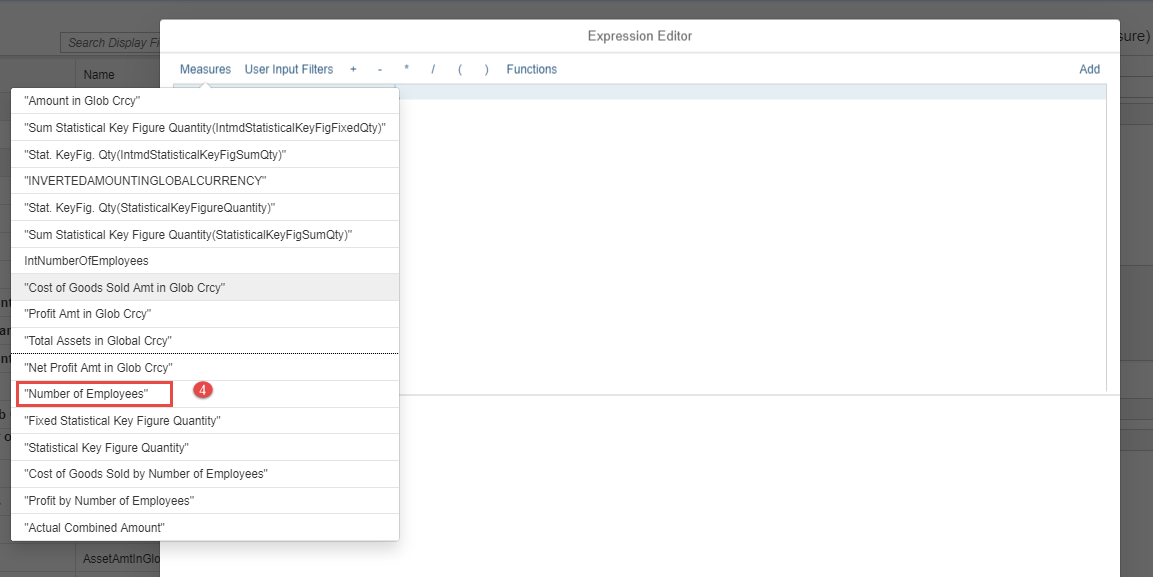 Search Display Fi
sure)
Name
Expression Editor
Measures User Input Filters + - * / ( ) Functions Add
"Amount in Glob Crcy"
"Sum Statistical Key Figure Quantity(IntmdStatisticalKeyFigFixedQty)"
"Stat. KeyFig. Qty(IntmdStatisticalKeyFigSumQty)"
"INVERTEDAMOUNTINGLOBALCURRENCY"
"Stat. KeyFig. Qty(StatisticalKeyFigureQuantity)"
"Sum Statistical Key Figure Quantity(StatisticalKeyFigSumQty)"
IntNumberOfEmployees
"Cost of Goods Sold Amt in Glob Crcy"
"Profit Amt in Glob Crcy"
"Total Assets in Global Crcy"
"Net Profit Amt in Glob Crcy"
"Number of Employees" 4
"Fixed Statistical Key Figure Quantity"
"Statistical Key Figure Quantity"
"Cost of Goods Sold by Number of Employees"
"Profit by Number of Employees"
"Actual Combined Amount"
AssetAmtInGlo